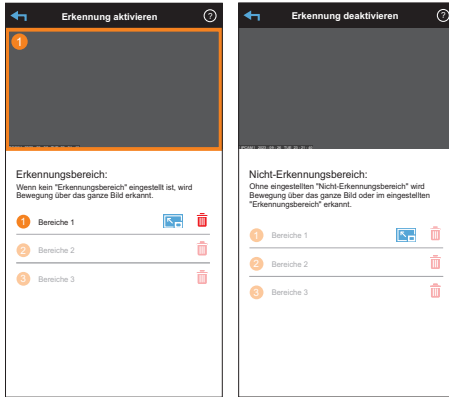 Erkennung aktivieren
?
1
Erkennungsbereich:
Wenn kein "Erkennungsbereich" eingestellt ist, wird
Bewegung über das ganze Bild erkannt.
1 Bereiche 1
2 Bereiche 2
3 Bereiche 3
Erkennung deaktivieren
?
Nicht-Erkennungsbereich:
Ohne eingestellten "Nicht-Erkennungsbereich" wird
Bewegung über das ganze Bild oder im eingestellten
"Erkennungsbereich" erkannt.
1 Bereiche 1
2 Bereiche 2
3 Bereiche 3